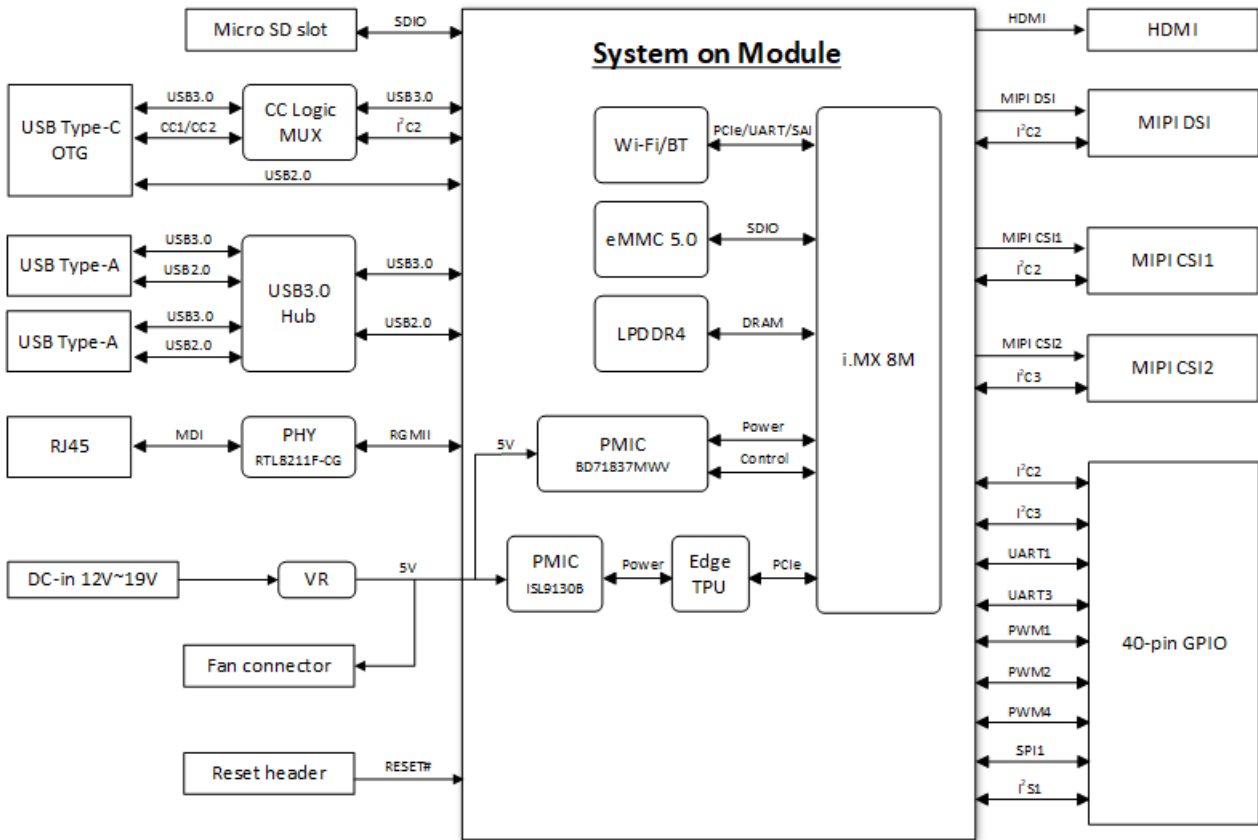 System on Module
Micro SD slot
SDIO
USB Type-C
OTG
USB3.0
CC1/CC2
CC Logic
MUX
USB3.0
I²C2
USB2.0
USB Type-A
USB3.0
USB2.0
USB Type-A
USB3.0
USB2.0
USB3.0
Hub
USB3.0
USB2.0
RJ45
MDI
PHY
RTL8211F-CG
RGMII
DC-in 12V~19V
VR
5V
Fan connector
Reset header
RESET#
Wi-Fi/BT
PCIe/UART/SAI
eMMC 5.0
SDIO
LPDDR4
DRAM
i.MX 8M
5V
PMIC
BD71837MWV
Power
Control
PMIC
ISL9130B
Power
Edge
TPU
PCIe
HDMI
HDMI
MIPI DSI
I²C2
MIPI DSI
MIPI CSI1
I²C2
MIPI CSI1
MIPI CSI2
I²C3
MIPI CSI2
I²C2
I²C3
UART1
UART3
PWM1
PWM2
PWM4
SPI1
I²S1
40-pin GPIO